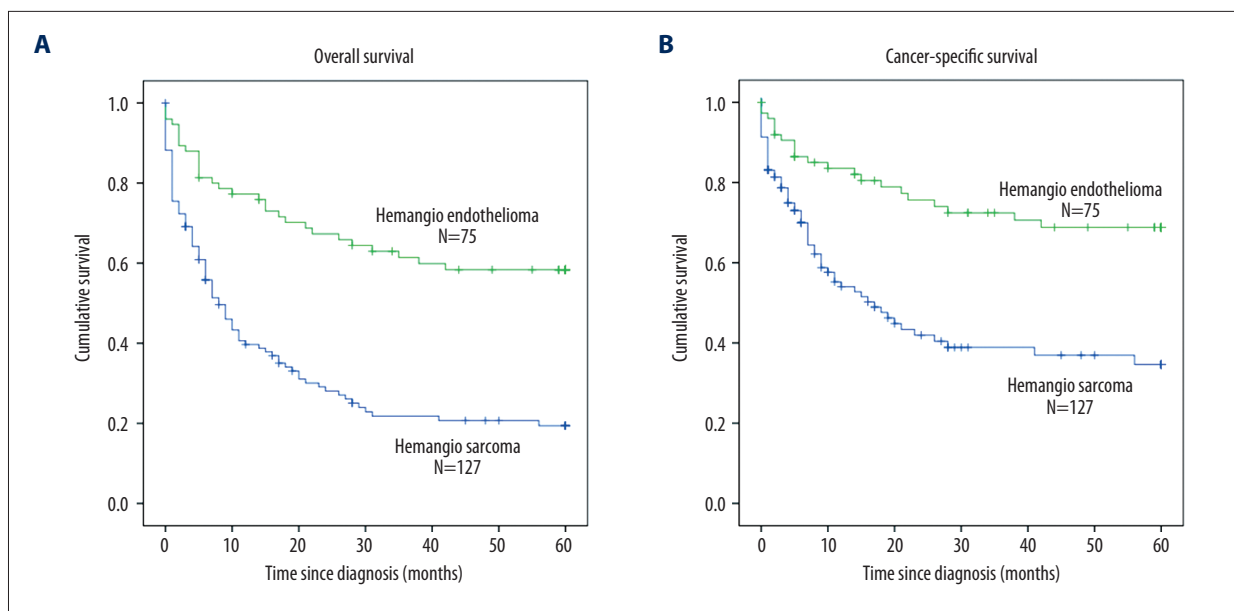 A
Overall survival
1.0
0.8
0.6
0.4
0.2
0.0
Cumulative survival
Hemangio endothelioma
N=75
Hemangio sarcoma
N=127
0 10 20 30 40 50 60
Time since diagnosis (months)
B
Cancer-specific survival
1.0
0.8
0.6
0.4
0.2
0.0
Cumulative survival
Hemangio endothelioma
N=75
Hemangio sarcoma
N=127
0 10 20 30 40 50 60
Time since diagnosis (months)